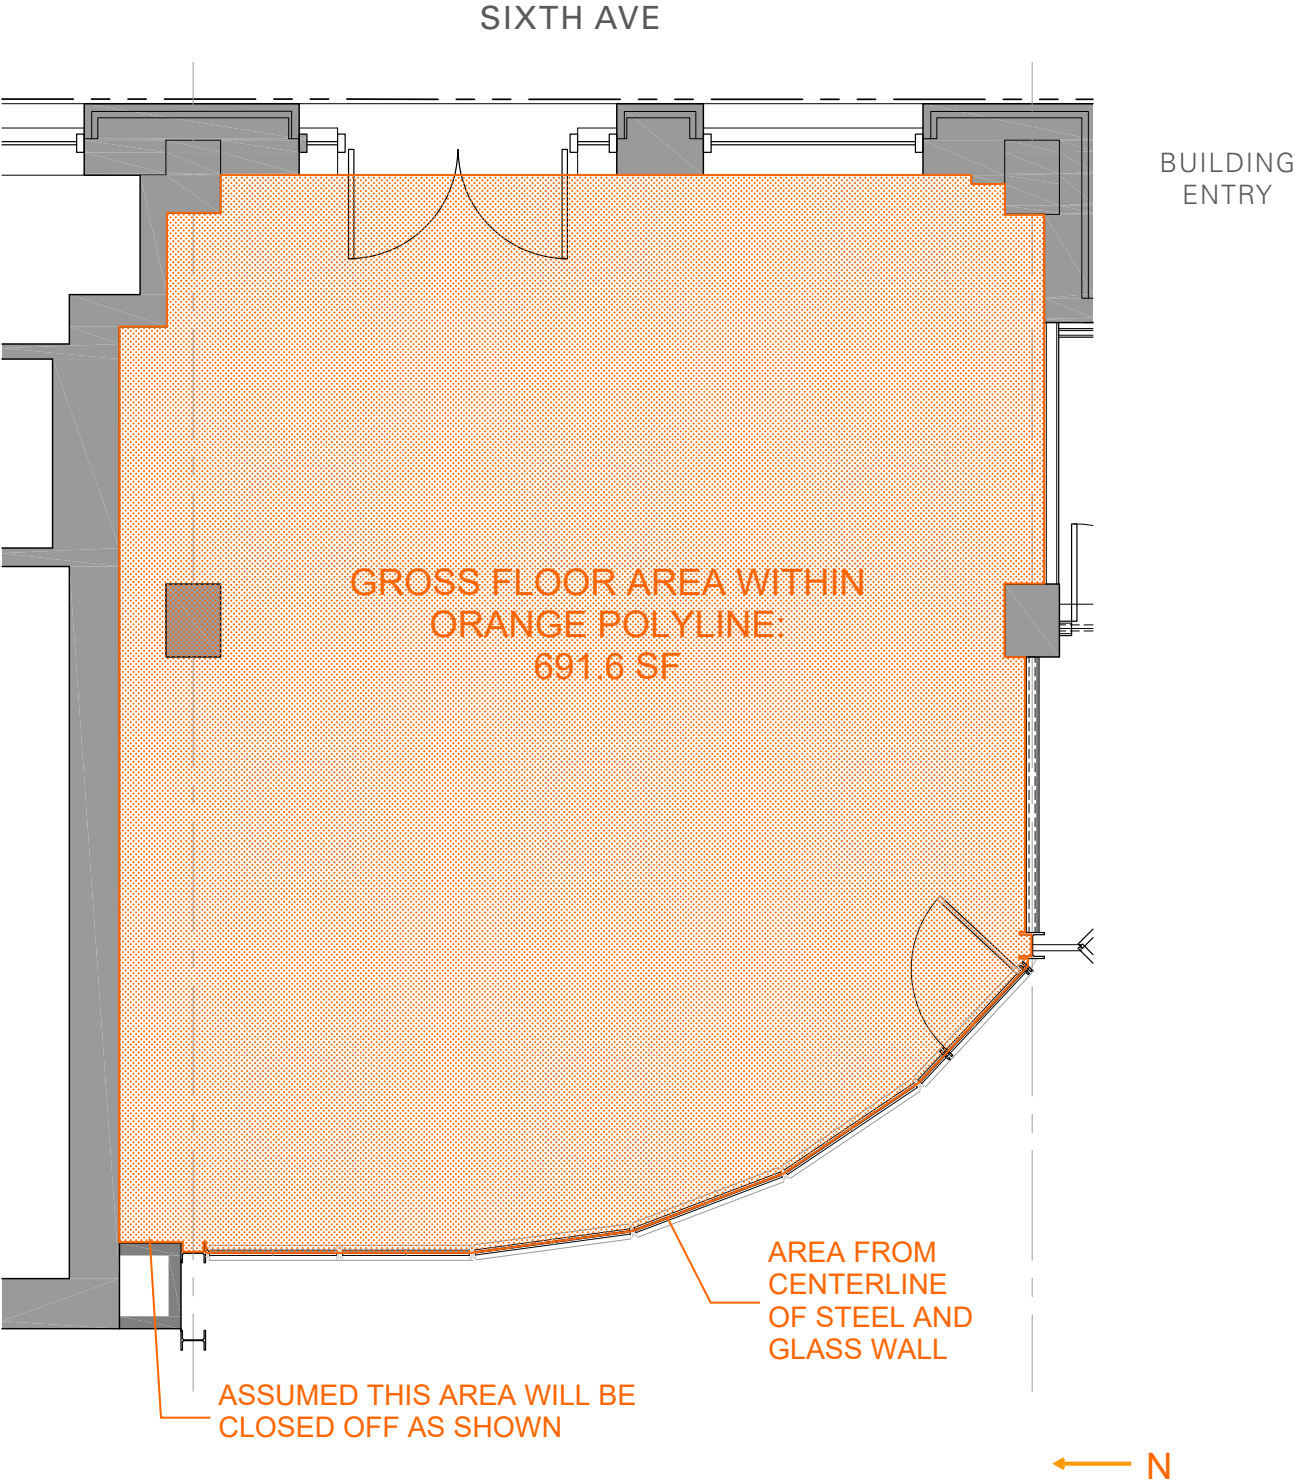 SIXTH AVE
BUILDING
ENTRY
GROSS FLOOR AREA WITHIN
ORANGE POLYLINE:
691.6 SF
AREA FROM
CENTERLINE
OF STEEL AND
GLASS WALL
ASSUMED THIS AREA WILL BE
CLOSED OFF AS SHOWN
N